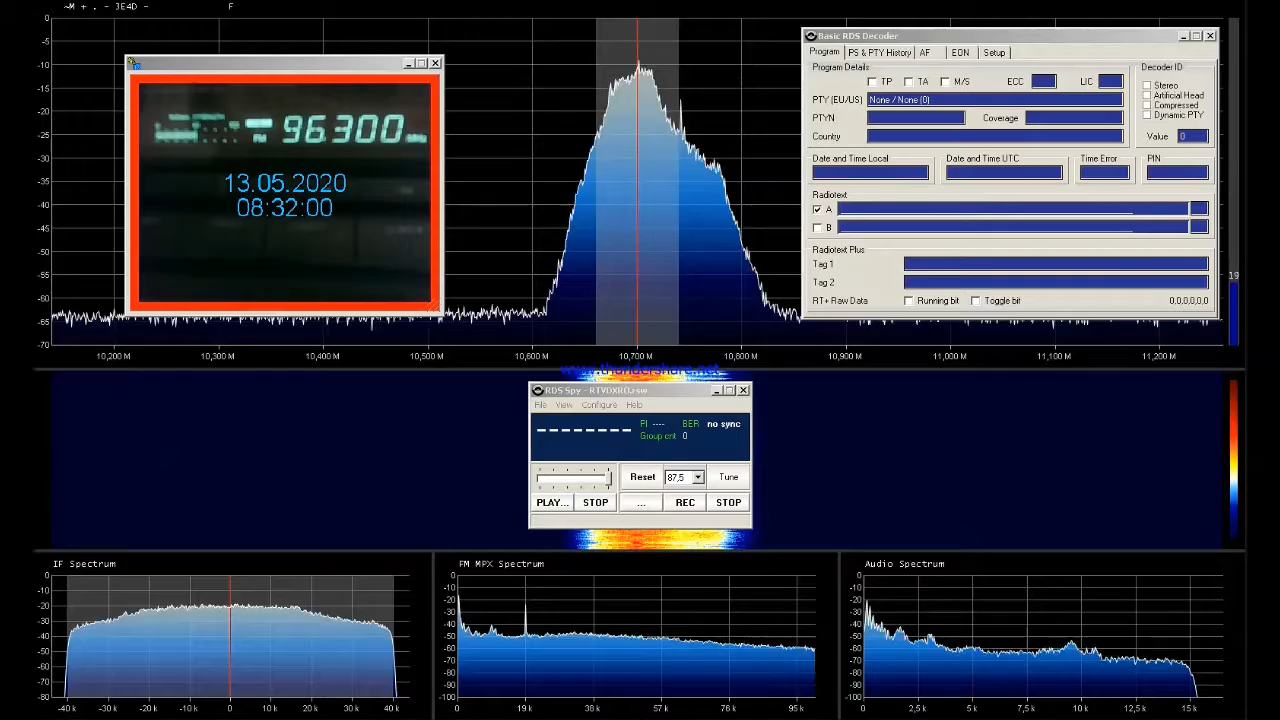 ~M + . - 3E4D - F
0
-5
-10
-15
-20
-25
-30
-35
-40
-45
-50
-55
-60
-65
-70
10,200 M 10,300 M 10,400 M 10,500 M 10,600 M 10,700 M 10,800 M 10,900 M 11,000 M 11,100 M 11,200 M
FM 96.300 MHz
13.05.2020
08:32:00
Basic RDS Decoder
Program PS & PTY History AF EON Setup
Program Details
TP TA M/S ECC LIC
PTY (EU/US) None / None (0)
PTYN Coverage
Country
Decoder ID
Stereo
Artificial Head
Compressed
Dynamic PTY
Value 0
Date and Time Local Date and Time UTC Time Error PIN
Radiotext
A
B
Radiotext Plus
Tag 1
Tag 2
RT+ Raw Data Running bit Toggle bit 0.0,0,0,0,0
19
www.thundershare.net
RDS Spy - RTVDXRO.rsw
File View Configure Help
-------- PI ---- BER no sync
Group cnt 0
Reset 87,5 Tune
PLAY... STOP ... REC STOP
IF Spectrum
0
-10
-20
-30
-40
-50
-60
-70
-80
-40 k -30 k -20 k -10 k 0 10 k 20 k 30 k 40 k
FM MPX Spectrum
0
-10
-20
-30
-40
-50
-60
-70
-80
-90
-100
0 19 k 38 k 57 k 76 k 95 k
Audio Spectrum
0
-10
-20
-30
-40
-50
-60
-70
-80
-90
-100
0 2,5 k 5 k 7,5 k 10 k 12,5 k 15 k